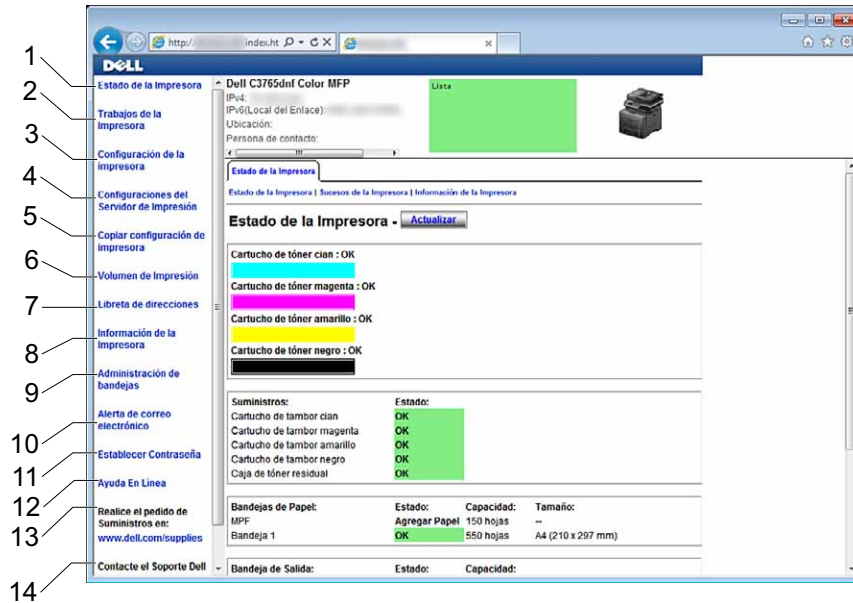 http:/
index.ht
DELL
1
Estado de la Impresora
2
Trabajos de la
Impresora
3
Configuración de la
impresora
4
Configuraciones del
Servidor de Impresión
5
Copiar configuración de
impresora
6
Volumen de Impresión
7
Libreta de direcciones
8
Información de la
Impresora
9
Administración de
bandejas
10
Alerta de correo
electrónico
11
Establecer Contraseña
12
Ayuda En Linea
13
Realice el pedido de
Suministros en:
www.dell.com/supplies
14
Contacte el Soporte Dell
Dell C3765dnf Color MFP
IPv4:
IPv6(Local del Enlace):
Ubicación:
Persona de contacto:
Lista
Estado de la Impresora
Estado de la Impresora | Sucesos de la Impresora | Información de la Impresora
Estado de la Impresora - Actualizar
Cartucho de tóner cian : OK
Cartucho de tóner magenta : OK
Cartucho de tóner amarillo : OK
Cartucho de tóner negro : OK
Suministros: Estado:
Cartucho de tambor cian OK
Cartucho de tambor magenta OK
Cartucho de tambor amarillo OK
Cartucho de tambor negro OK
Caja de tóner residual OK
Bandejas de Papel: Estado: Capacidad: Tamaño:
MPF Agregar Papel 150 hojas --
Bandeja 1 OK 550 hojas A4 (210 x 297 mm)
Bandeja de Salida: Estado: Capacidad: